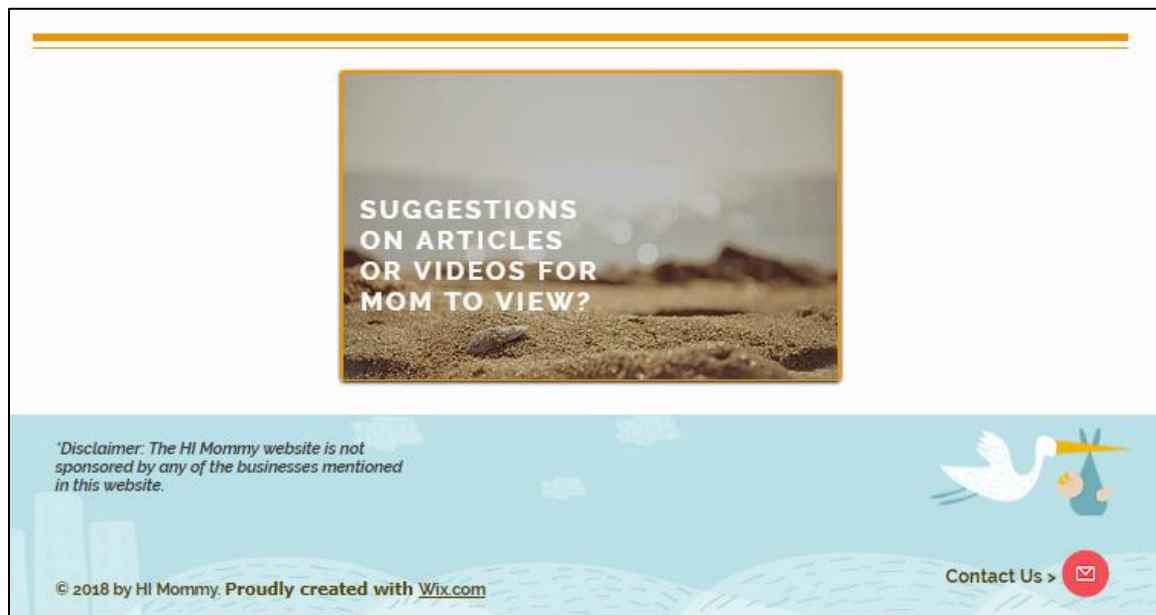 SUGGESTIONS
ON ARTICLES
OR VIDEOS FOR
MOM TO VIEW?
*Disclaimer: The HI Mommy website is not
sponsored by any of the businesses mentioned
in this website.
Contact Us >
© 2018 by HI Mommy. Proudly created with Wix.com